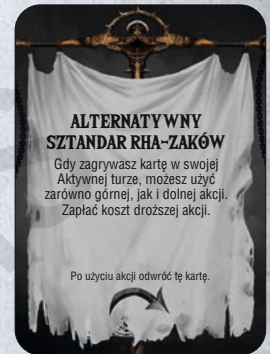 ALTERNATYWNY
SZTANDAR RHA-ZAKÓW
Gdy zagrywasz kartę w swojej
Aktywnej turze, możesz użyć
zarówno górnej, jak i dolnej akcji.
Zapłać koszt droższej akcji.
Po użyciu akcji odwróć tę kartę.